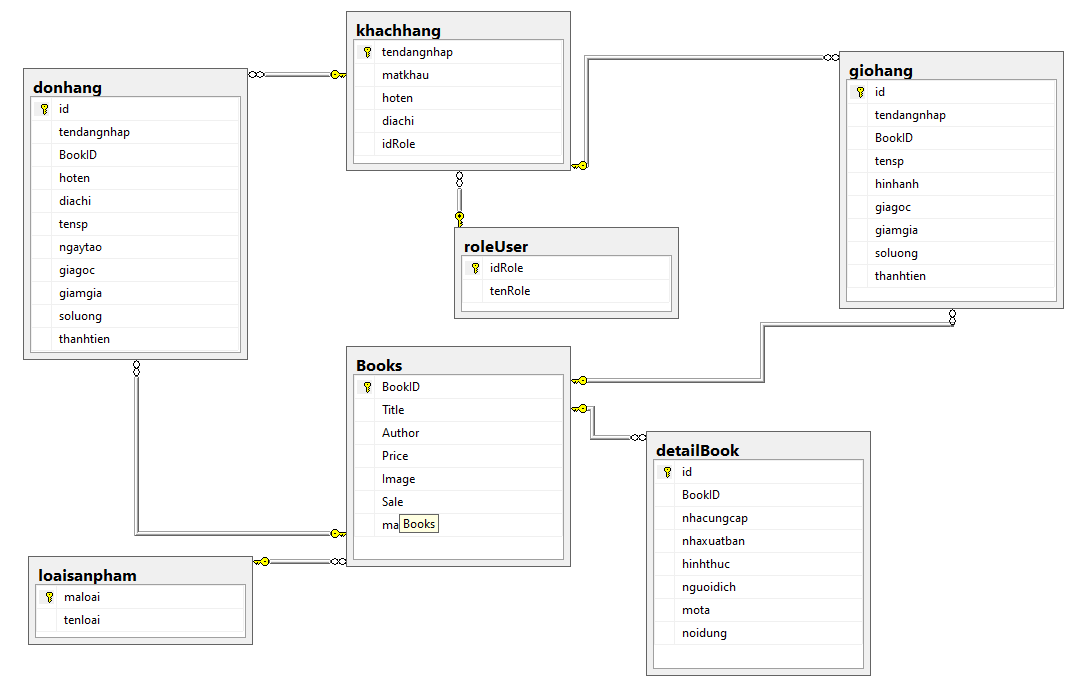 khachhang
tendangnhap
matkhau
hoten
diachi
idRole
donhang
id
tendangnhap
BookID
hoten
diachi
tensp
ngaytao
giagoc
giamgia
soluong
thanhtien
giohang
id
tendangnhap
BookID
tensp
hinhanh
giagoc
giamgia
soluong
thanhtien
roleUser
idRole
tenRole
Books
BookID
Title
Author
Price
Image
Sale
ma
Books
detailBook
id
BookID
nhacungcap
nhaxuatban
hinhthuc
nguoidich
mota
noidung
loaisanpham
maloai
tenloai